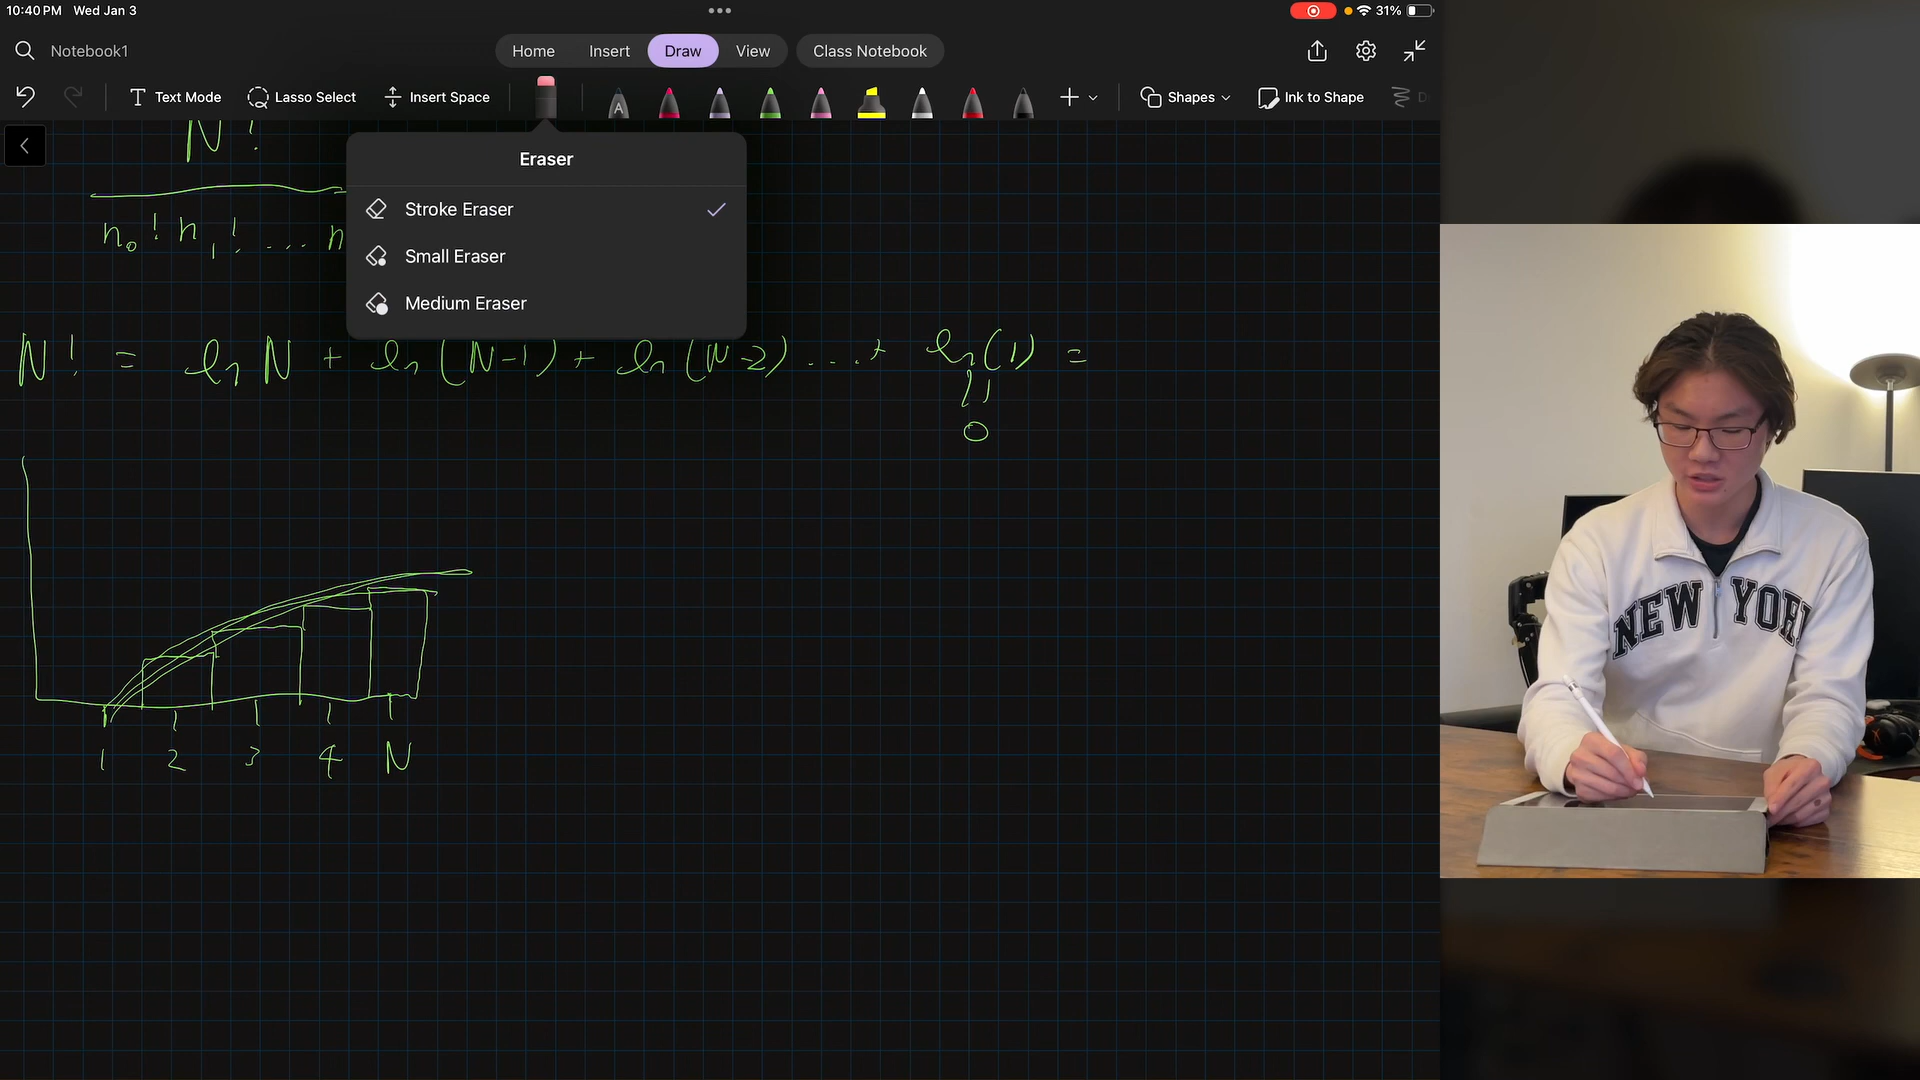 10:40 PM Wed Jan 3
31%
Notebook1
Home Insert Draw View Class Notebook
Text Mode Lasso Select Insert Space A Shapes Ink to Shape
N!
n₀! n₁! .... n
Eraser
Stroke Eraser
Small Eraser
Medium Eraser
N! = ln N + ln (N-1) + ln (N-2) ....+ ln(1) =
0
1 2 3 4 N
NEW YOR